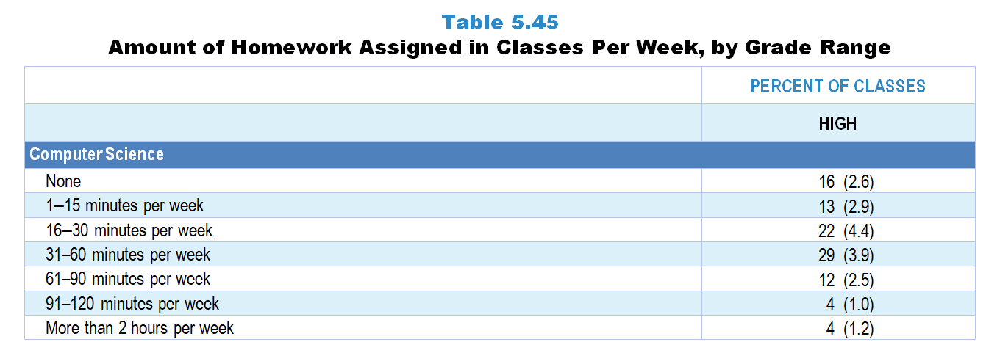 Table 5.45
Amount of Homework Assigned in Classes Per Week, by Grade Range
PERCENT OF CLASSES
HIGH
Computer Science
None 16 (2.6)
1–15 minutes per week 13 (2.9)
16–30 minutes per week 22 (4.4)
31–60 minutes per week 29 (3.9)
61–90 minutes per week 12 (2.5)
91–120 minutes per week 4 (1.0)
More than 2 hours per week 4 (1.2)